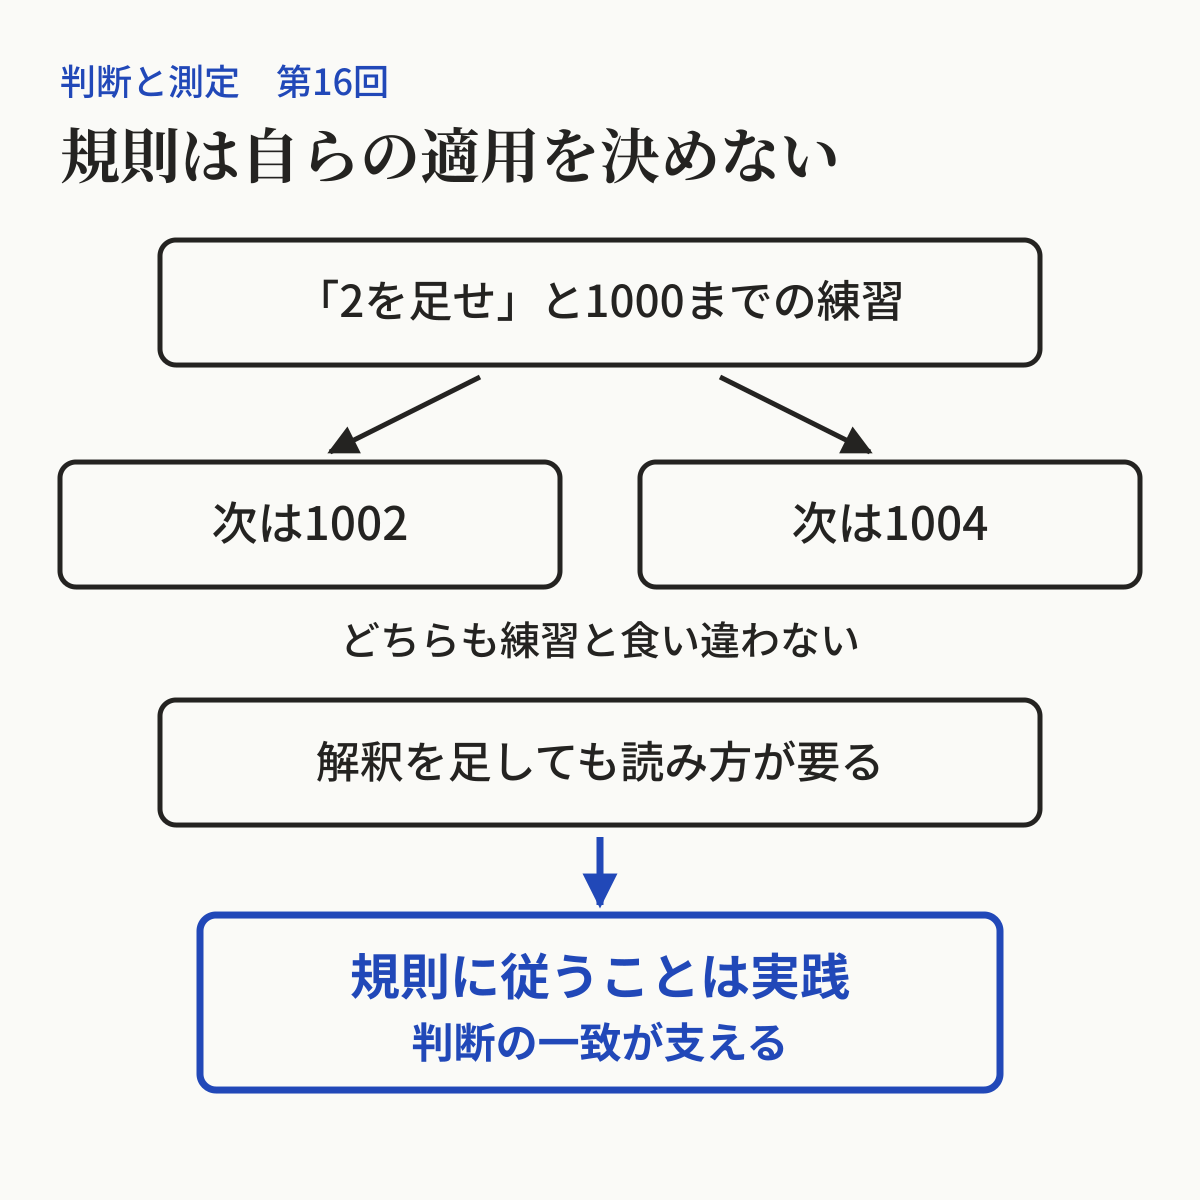 判断と測定　第16回
規則は自らの適用を決めない
「2を足せ」と1000までの練習
次は1002
次は1004
どちらも練習と食い違わない
解釈を足しても読み方が要る
規則に従うことは実践
判断の一致が支える